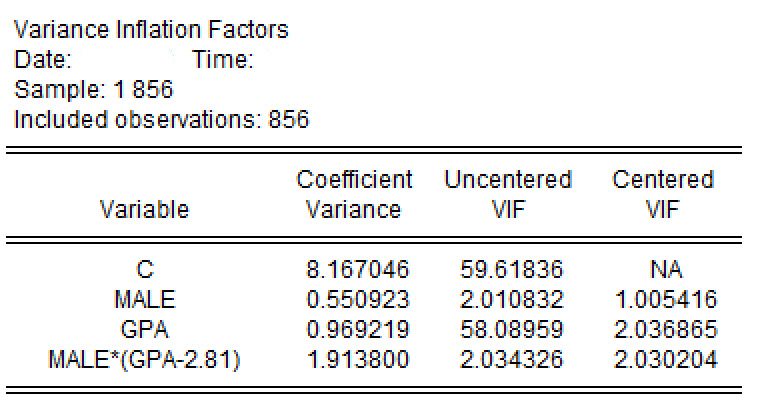 Variance Inflation Factors
Date: Time:
Sample: 1 856
Included observations: 856
Coefficient Uncentered Centered
Variable Variance VIF VIF
C 8.167046 59.61836 NA
MALE 0.550923 2.010832 1.005416
GPA 0.969219 58.08959 2.036865
MALE*(GPA-2.81) 1.913800 2.034326 2.030204